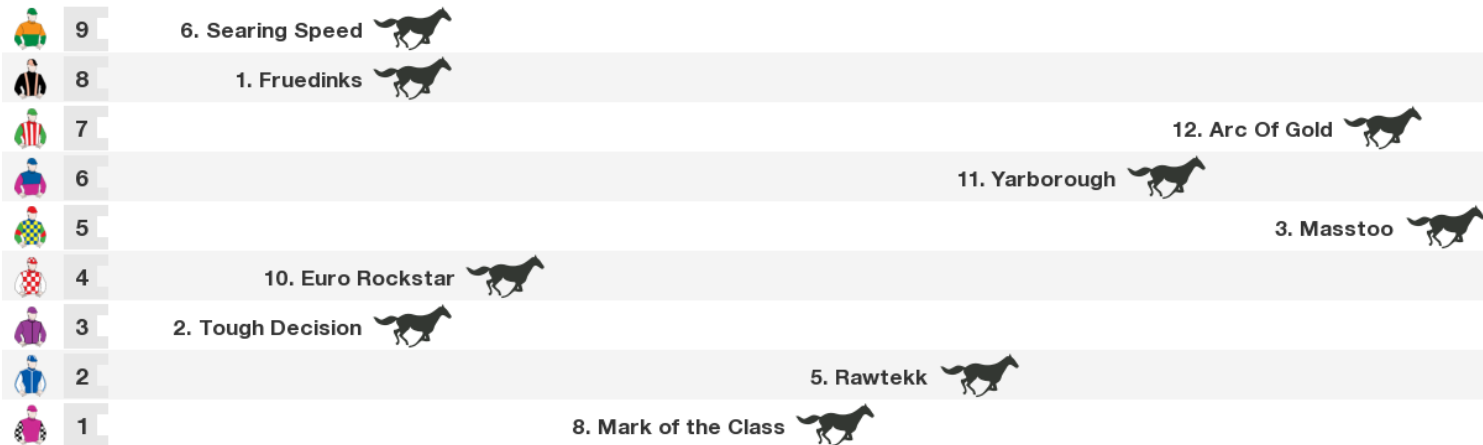 9 6. Searing Speed
8 1. Fruedinks
7 12. Arc Of Gold
6 11. Yarborough
5 3. Masstoo
4 10. Euro Rockstar
3 2. Tough Decision
2 5. Rawtekk
1 8. Mark of the Class